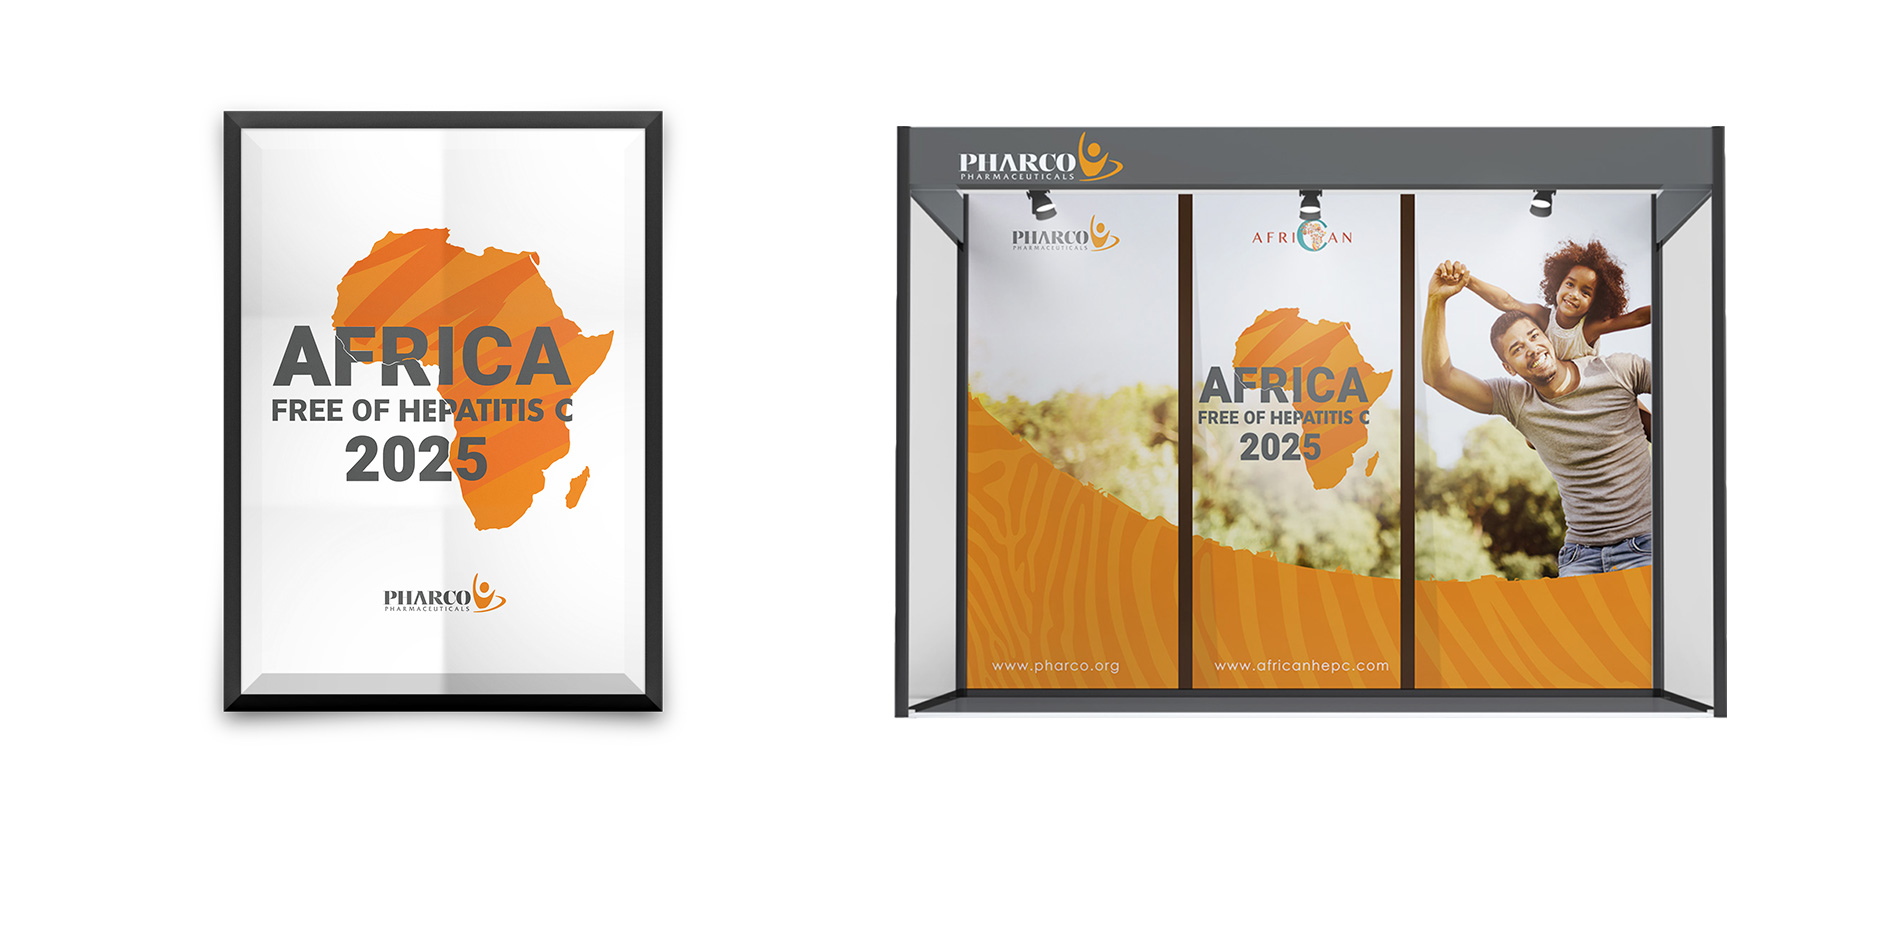 AFRICA
FREE OF HEPATITIS C
2025
PHARCO
PHARMACEUTICALS
PHARCO
PHARMACEUTICALS
PHARCO
PHARMACEUTICALS
AFRICAN
AFRICA
FREE OF HEPATITIS C
2025
www.pharco.org
www.africanhepc.com